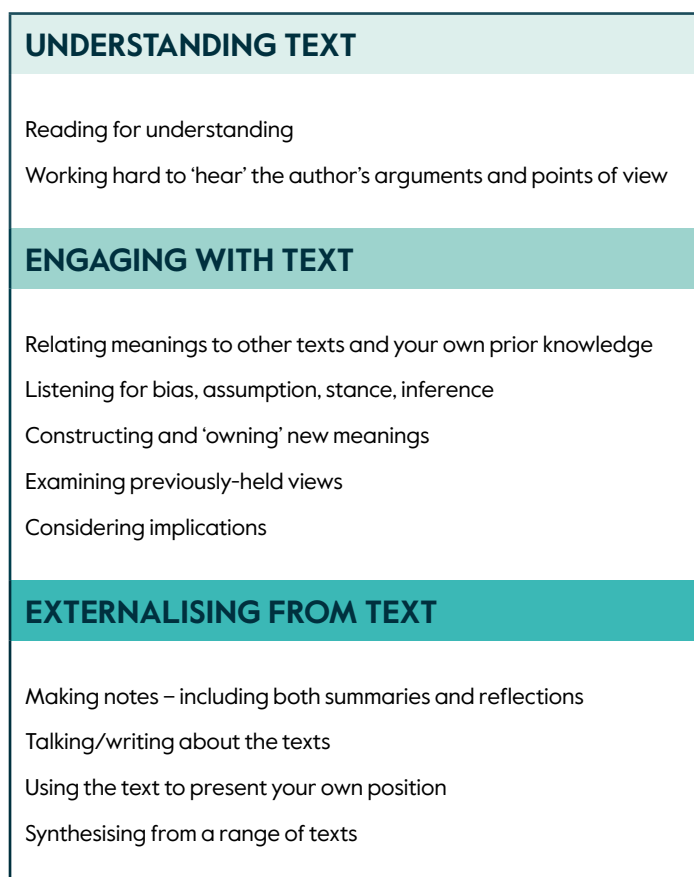 UNDERSTANDING TEXT
Reading for understanding
Working hard to ‘hear’ the author’s arguments and points of view
ENGAGING WITH TEXT
Relating meanings to other texts and your own prior knowledge
Listening for bias, assumption, stance, inference
Constructing and ‘owning’ new meanings
Examining previously-held views
Considering implications
EXTERNALISING FROM TEXT
Making notes – including both summaries and reflections
Talking/writing about the texts
Using the text to present your own position
Synthesising from a range of texts